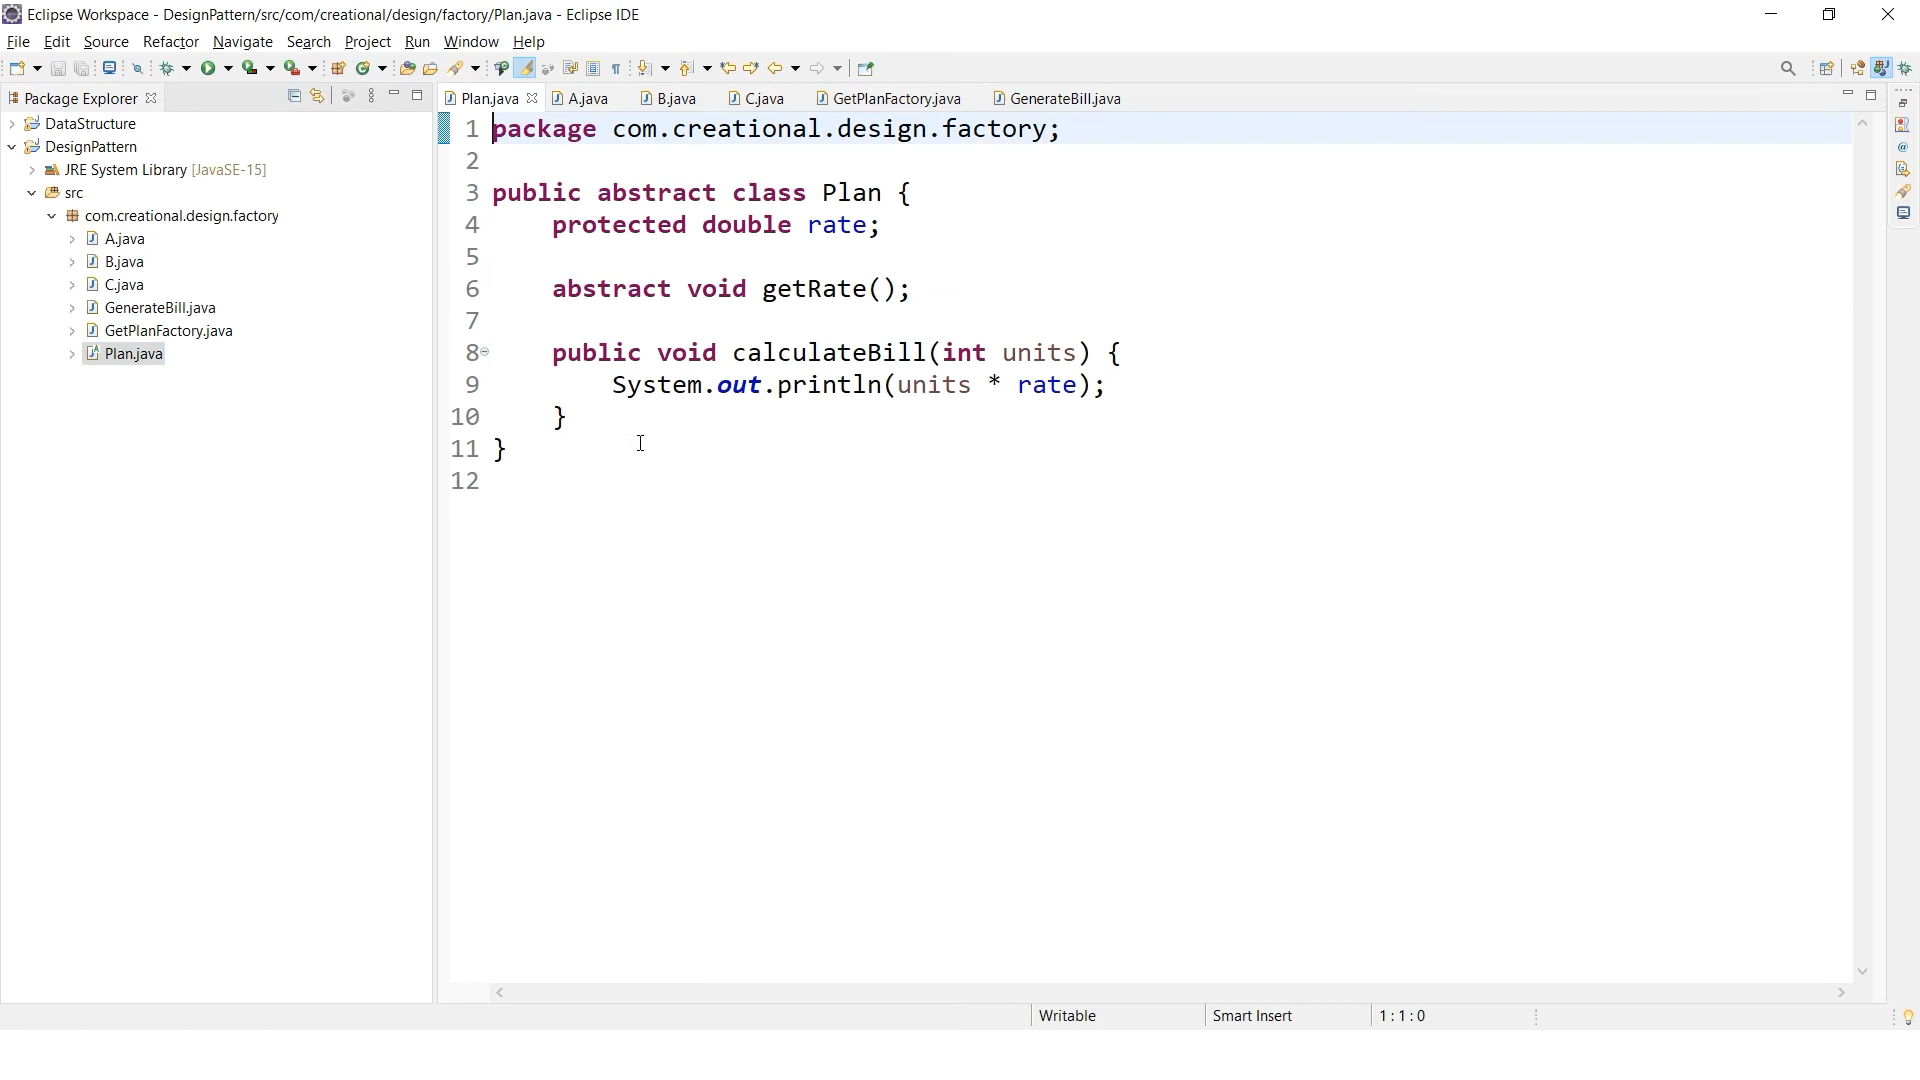 Eclipse Workspace - DesignPattern/src/com/creational/design/factory/Plan.java - Eclipse IDE
File Edit Source Refactor Navigate Search Project Run Window Help
Package Explorer
DataStructure
DesignPattern
JRE System Library [JavaSE-15]
src
com.creational.design.factory
A.java
B.java
C.java
GenerateBill.java
GetPlanFactory.java
Plan.java
Plan.java A.java B.java C.java GetPlanFactory.java GenerateBill.java
1 package com.creational.design.factory;
2
3 public abstract class Plan {
4 protected double rate;
5
6 abstract void getRate();
7
8 public void calculateBill(int units) {
9 System.out.println(units * rate);
10 }
11 }
12
Writable Smart Insert 1 : 1 : 0